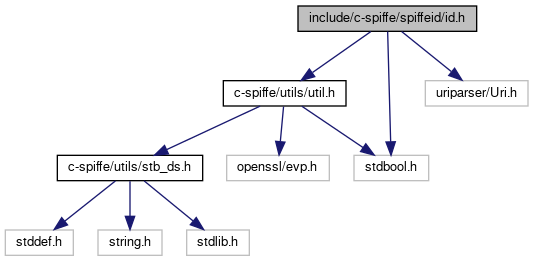 include/c-spiffe/spiffeid/id.h
c-spiffe/utils/util.h
uriparser/Uri.h
c-spiffe/utils/stb_ds.h
openssl/evp.h
stdbool.h
stddef.h
string.h
stdlib.h